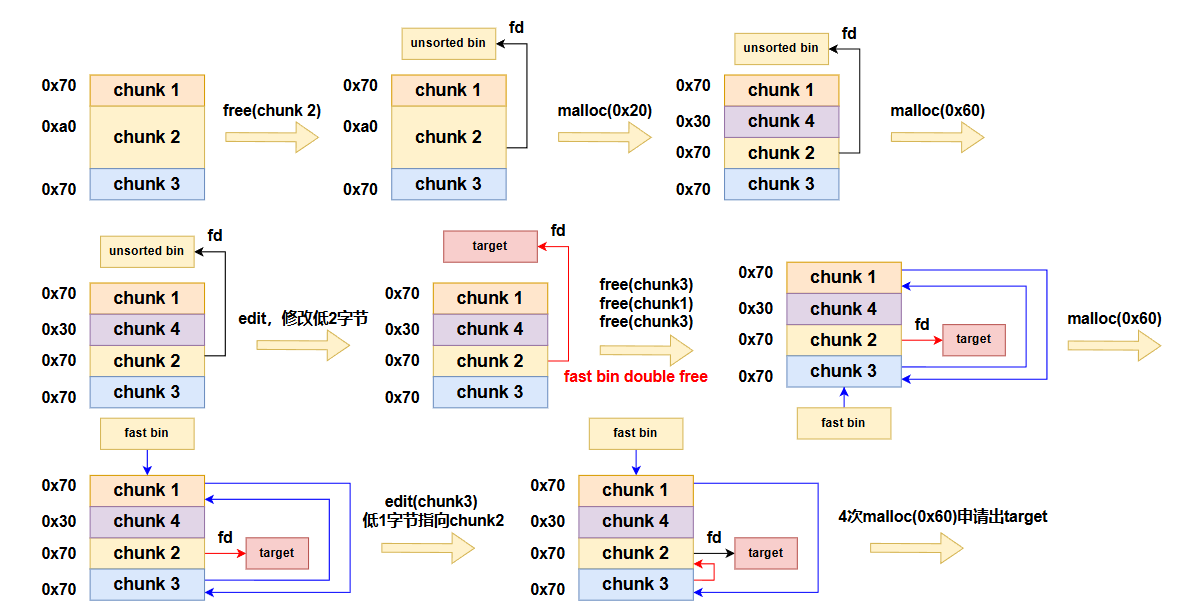 0x70
0xa0
0x70
chunk 1
chunk 2
chunk 3
free(chunk 2)
unsorted bin
fd
0x70
0xa0
0x70
chunk 1
chunk 2
chunk 3
malloc(0x20)
unsorted bin
fd
0x70
0x30
0x70
0x70
chunk 1
chunk 4
chunk 2
chunk 3
malloc(0x60)
unsorted bin
fd
0x70
0x30
0x70
0x70
chunk 1
chunk 4
chunk 2
chunk 3
edit，修改低2字节
target
fd
0x70
0x30
0x70
0x70
chunk 1
chunk 4
chunk 2
chunk 3
free(chunk3)
free(chunk1)
free(chunk3)
fast bin double free
0x70
0x30
0x70
0x70
chunk 1
chunk 4
chunk 2
chunk 3
fd
target
fast bin
malloc(0x60)
fast bin
0x70
0x30
0x70
0x70
chunk 1
chunk 4
chunk 2
chunk 3
fd
target
edit(chunk3)
低1字节指向chunk2
fast bin
0x70
0x30
0x70
0x70
chunk 1
chunk 4
chunk 2
chunk 3
fd
target
4次malloc(0x60)申请出target